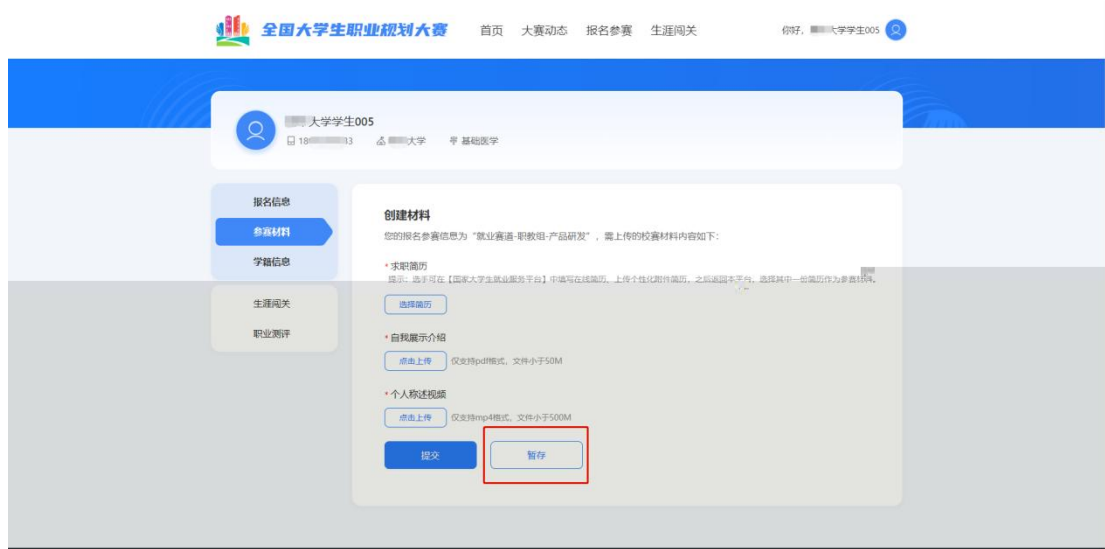 全国大学生职业规划大赛
首页 大赛动态 报名参赛 生涯闯关
你好, 大学学生005
大学学生005
18 33 大学 基础医学
报名信息
参赛材料
学籍信息
生涯闯关
职业测评
创建材料
您的报名参赛信息为“就业赛道-职教组-产品研发”，需上传的校赛材料内容如下：
*求职简历
提示：选手可在【国家大学生就业服务平台】中填写在线简历、上传个性化附件简历，之后返回本平台，选择其中一份简历作为参赛材料。
选择简历
*自我展示介绍
点击上传 仅支持pdf格式，文件小于50M
*个人称述视频
点击上传 仅支持mp4格式，文件小于500M
提交 暂存